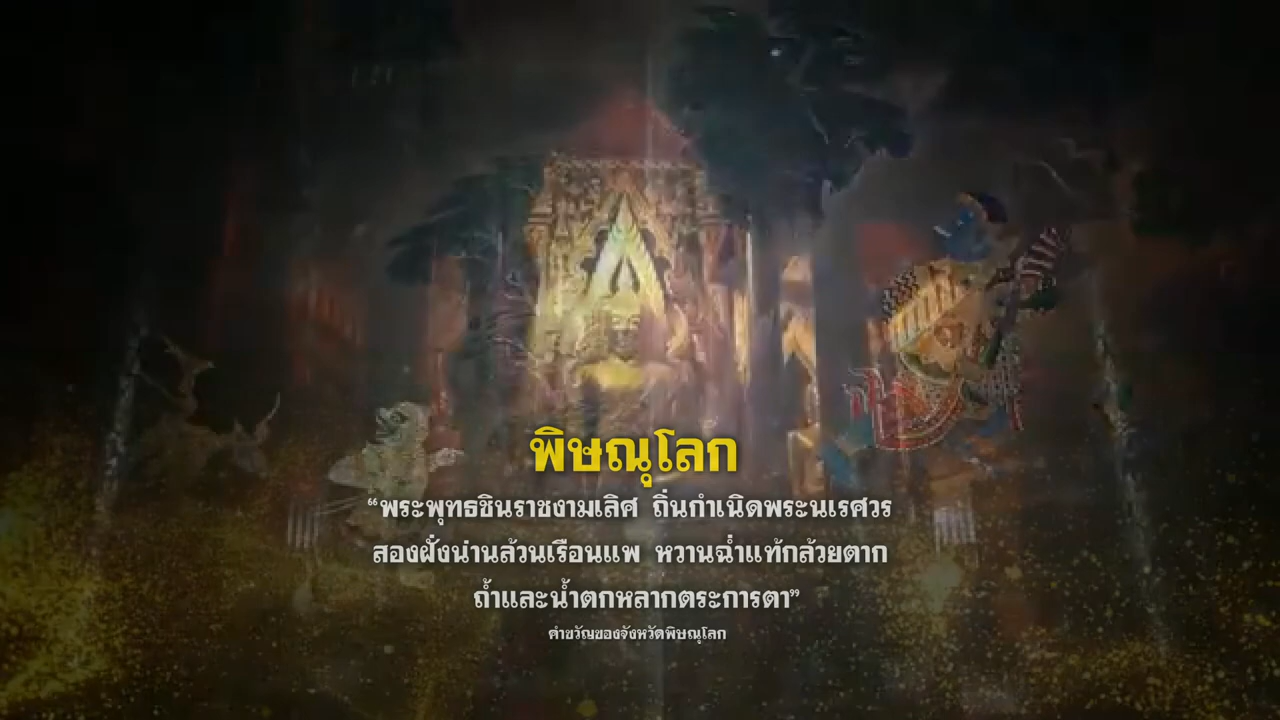 พิษณุโลก
“พระพุทธชินราชงามเลิศ ถิ่นกำเนิดพระนเรศวร
สองฝั่งน่านล้วนเรือนแพ หวานฉ่ำแท้กล้วยตาก
ถ้ำและน้ำตกหลากตระการตา”
คำขวัญของจังหวัดพิษณุโลก